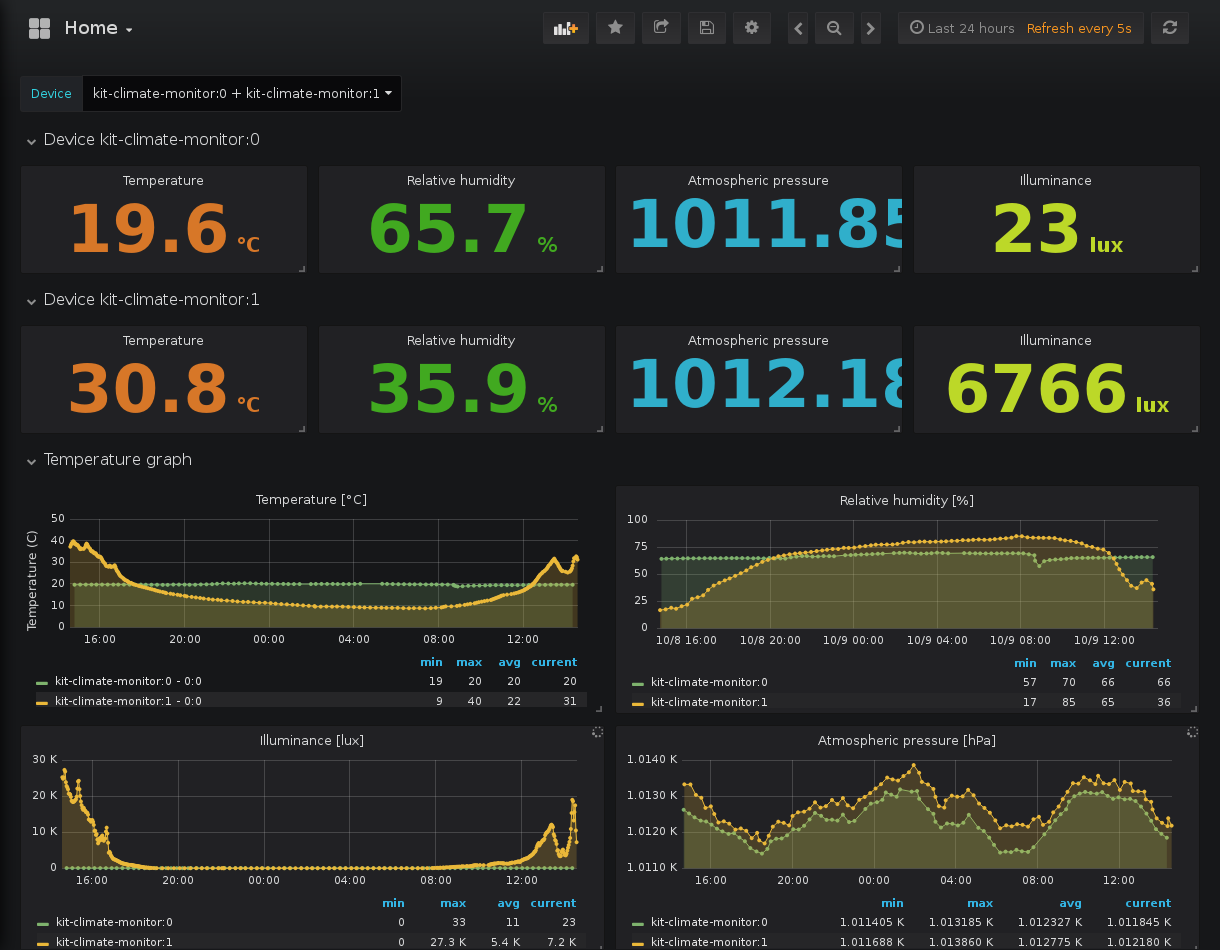 Home
Last 24 hours Refresh every 5s
Device kit-climate-monitor:0 + kit-climate-monitor:1
Device kit-climate-monitor:0
Temperature
19.6 °C
Relative humidity
65.7 %
Atmospheric pressure
1011.85
Illuminance
23 lux
Device kit-climate-monitor:1
Temperature
30.8 °C
Relative humidity
35.9 %
Atmospheric pressure
1012.18
Illuminance
6766 lux
Temperature graph
Temperature [°C]
Temperature (C)
50
40
30
20
10
0
16:00 20:00 00:00 04:00 08:00 12:00
min max avg current
kit-climate-monitor:0 - 0:0 19 20 20 20
kit-climate-monitor:1 - 0:0 9 40 22 31
Relative humidity [%]
100
75
50
25
0
10/8 16:00 10/8 20:00 10/9 00:00 10/9 04:00 10/9 08:00 10/9 12:00
min max avg current
kit-climate-monitor:0 57 70 66 66
kit-climate-monitor:1 17 85 65 36
Illuminance [lux]
30 K
20 K
10 K
0
16:00 20:00 00:00 04:00 08:00 12:00
min max avg current
kit-climate-monitor:0 0 33 11 23
kit-climate-monitor:1 0 27.3 K 5.4 K 7.2 K
Atmospheric pressure [hPa]
1.0140 K
1.0130 K
1.0120 K
1.0110 K
16:00 20:00 00:00 04:00 08:00 12:00
min max avg current
kit-climate-monitor:0 1.011405 K 1.013185 K 1.012327 K 1.011845 K
kit-climate-monitor:1 1.011688 K 1.013860 K 1.012775 K 1.012180 K